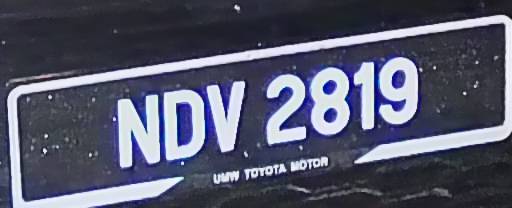 NDV 2819
UMW TOYOTA MOTOR